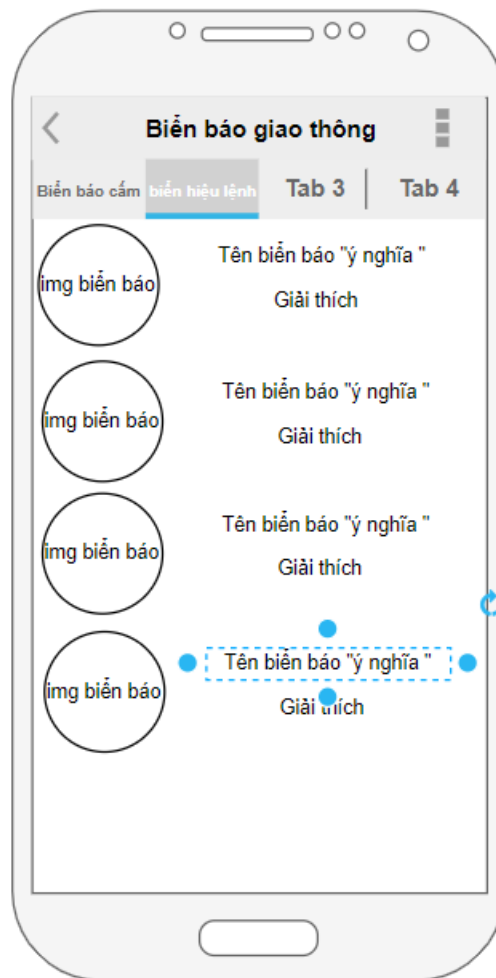 Biển báo giao thông
Biển báo cấm biển hiệu lệnh Tab 3 Tab 4
img biển báo
Tên biển báo "ý nghĩa "
Giải thích
img biển báo
Tên biển báo "ý nghĩa "
Giải thích
img biển báo
Tên biển báo "ý nghĩa "
Giải thích
img biển báo
Tên biển báo "ý nghĩa "
Giải thích